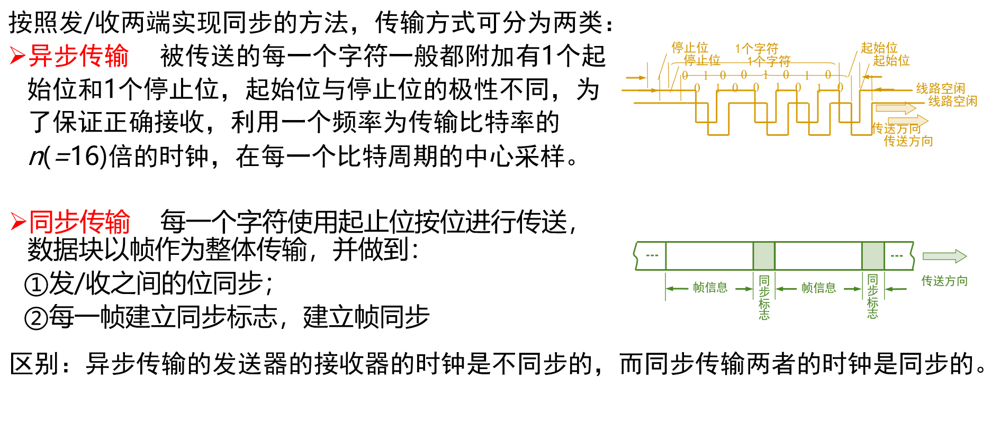 按照发/收两端实现同步的方法，传输方式可分为两类：
➢异步传输 被传送的每一个字符一般都附加有1个起
始位和1个停止位，起始位与停止位的极性不同，为
了保证正确接收，利用一个频率为传输比特率的
n(=16)倍的时钟，在每一个比特周期的中心采样。
停止位 1个字符 起始位
停止位 1个字符 起始位
0 1 0 0 1 0 1 0
0 1 0 0 1 0 1 0
线路空闲
线路空闲
传送方向
传送方向
➢同步传输 每一个字符使用起止位按位进行传送，
数据块以帧作为整体传输，并做到：
①发/收之间的位同步；
②每一帧建立同步标志，建立帧同步
--- ---
帧信息 同步标志 帧信息 同步标志 传送方向
区别：异步传输的发送器的接收器的时钟是不同步的，而同步传输两者的时钟是同步的。